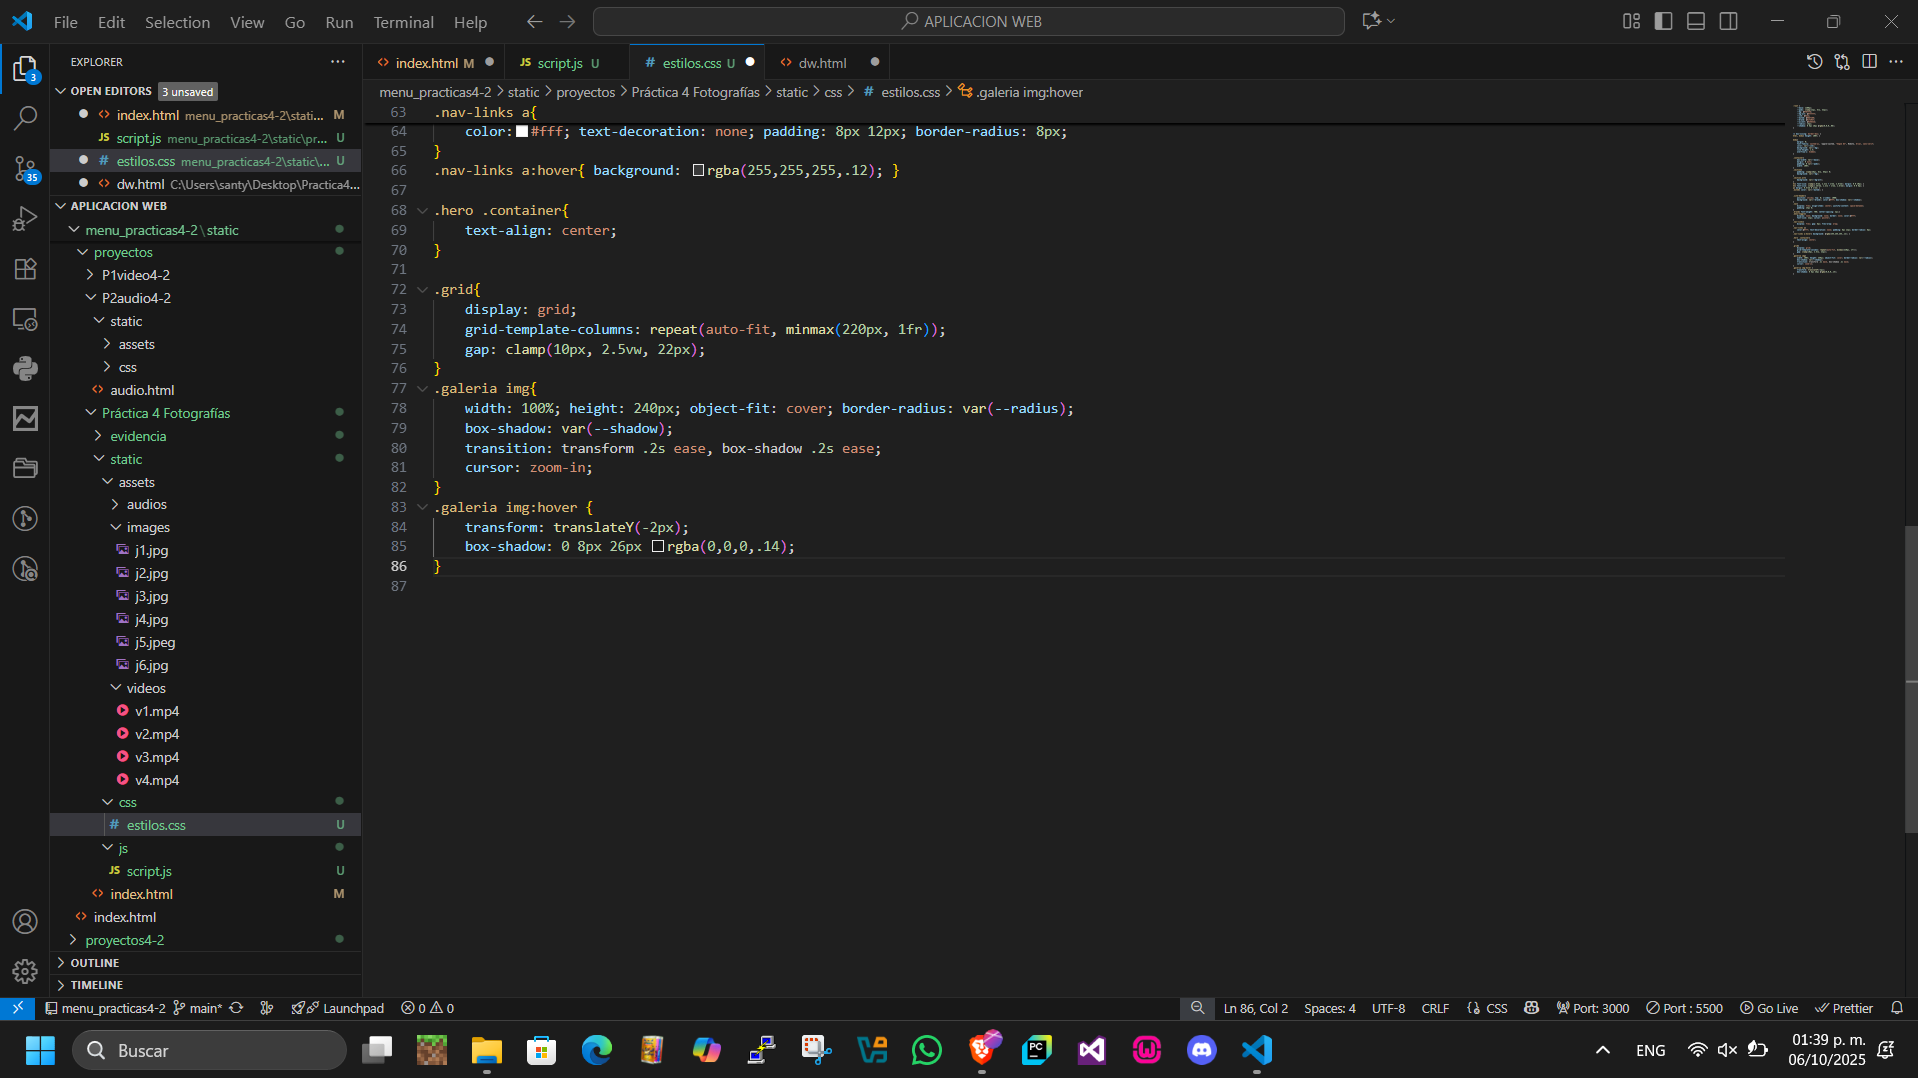 File Edit Selection View Go Run Terminal Help
APLICACION WEB
EXPLORER
OPEN EDITORS 3 unsaved
index.html menu_practicas4-2\stati... M
script.js menu_practicas4-2\static\pr... U
estilos.css menu_practicas4-2\static\... U
dw.html C:\Users\santy\Desktop\Practica4...
APLICACION WEB
menu_practicas4-2\static
proyectos
P1video4-2
P2audio4-2
static
assets
css
audio.html
Práctica 4 Fotografías
evidencia
static
assets
audios
images
j1.jpg
j2.jpg
j3.jpg
j4.jpg
j5.jpeg
j6.jpg
videos
v1.mp4
v2.mp4
v3.mp4
v4.mp4
css
estilos.css U
js
script.js U
index.html M
index.html
proyectos4-2
OUTLINE
TIMELINE
3
35
index.html M script.js U estilos.css U dw.html
menu_practicas4-2 > static > proyectos > Práctica 4 Fotografías > static > css > estilos.css > .galeria img:hover
63 .nav-links a{
64 color: #fff; text-decoration: none; padding: 8px 12px; border-radius: 8px;
65 }
66 .nav-links a:hover{ background: rgba(255,255,255,.12); }
67
68 .hero .container{
69 text-align: center;
70 }
71
72 .grid{
73 display: grid;
74 grid-template-columns: repeat(auto-fit, minmax(220px, 1fr));
75 gap: clamp(10px, 2.5vw, 22px);
76 }
77 .galeria img{
78 width: 100%; height: 240px; object-fit: cover; border-radius: var(--radius);
79 box-shadow: var(--shadow);
80 transition: transform .2s ease, box-shadow .2s ease;
81 cursor: zoom-in;
82 }
83 .galeria img:hover {
84 transform: translateY(-2px);
85 box-shadow: 0 8px 26px rgba(0,0,0,.14);
86 }
87
menu_practicas4-2 main* Launchpad 0 0 Ln 86, Col 2 Spaces: 4 UTF-8 CRLF CSS Port: 3000 Port : 5500 Go Live Prettier
Buscar
ENG
01:39 p. m.
06/10/2025